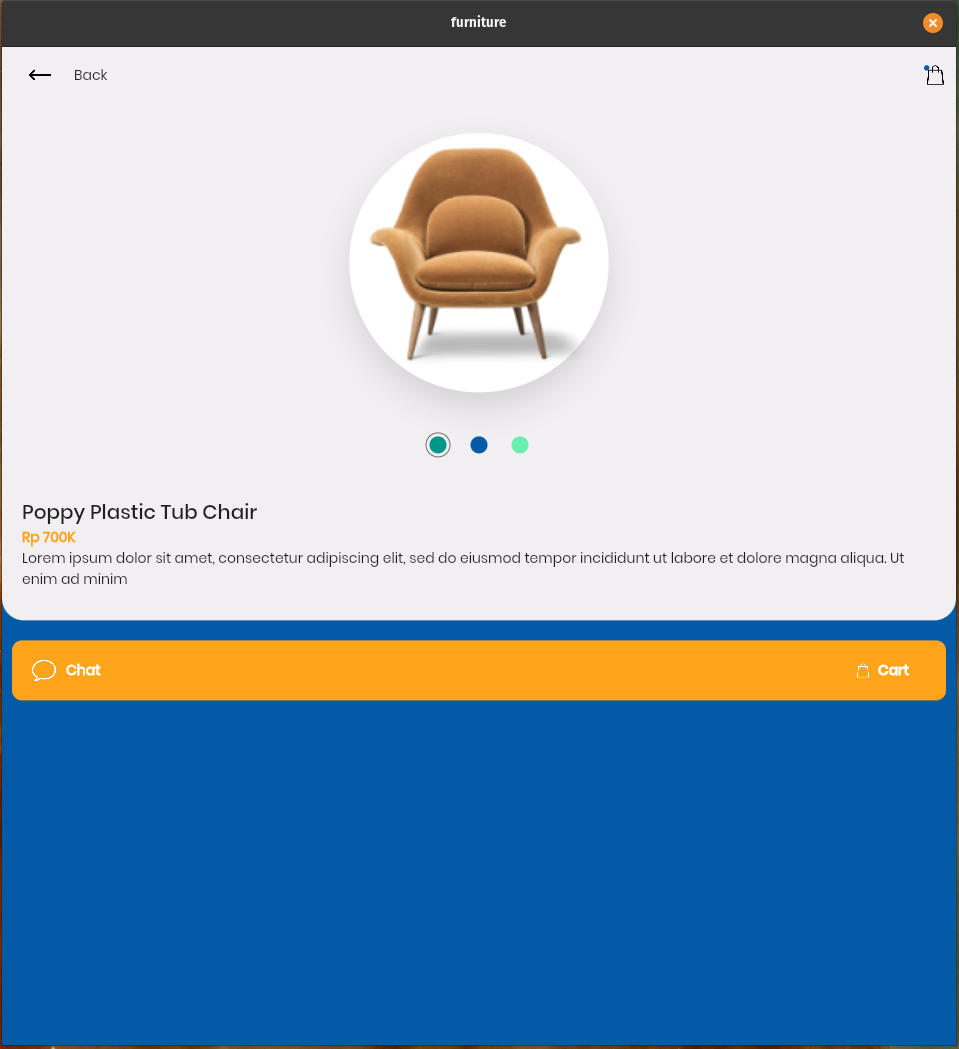 furniture
Back
Poppy Plastic Tub Chair
Rp 700K
Lorem ipsum dolor sit amet, consectetur adipiscing elit, sed do eiusmod tempor incididunt ut labore et dolore magna aliqua. Ut
enim ad minim
Chat
Cart